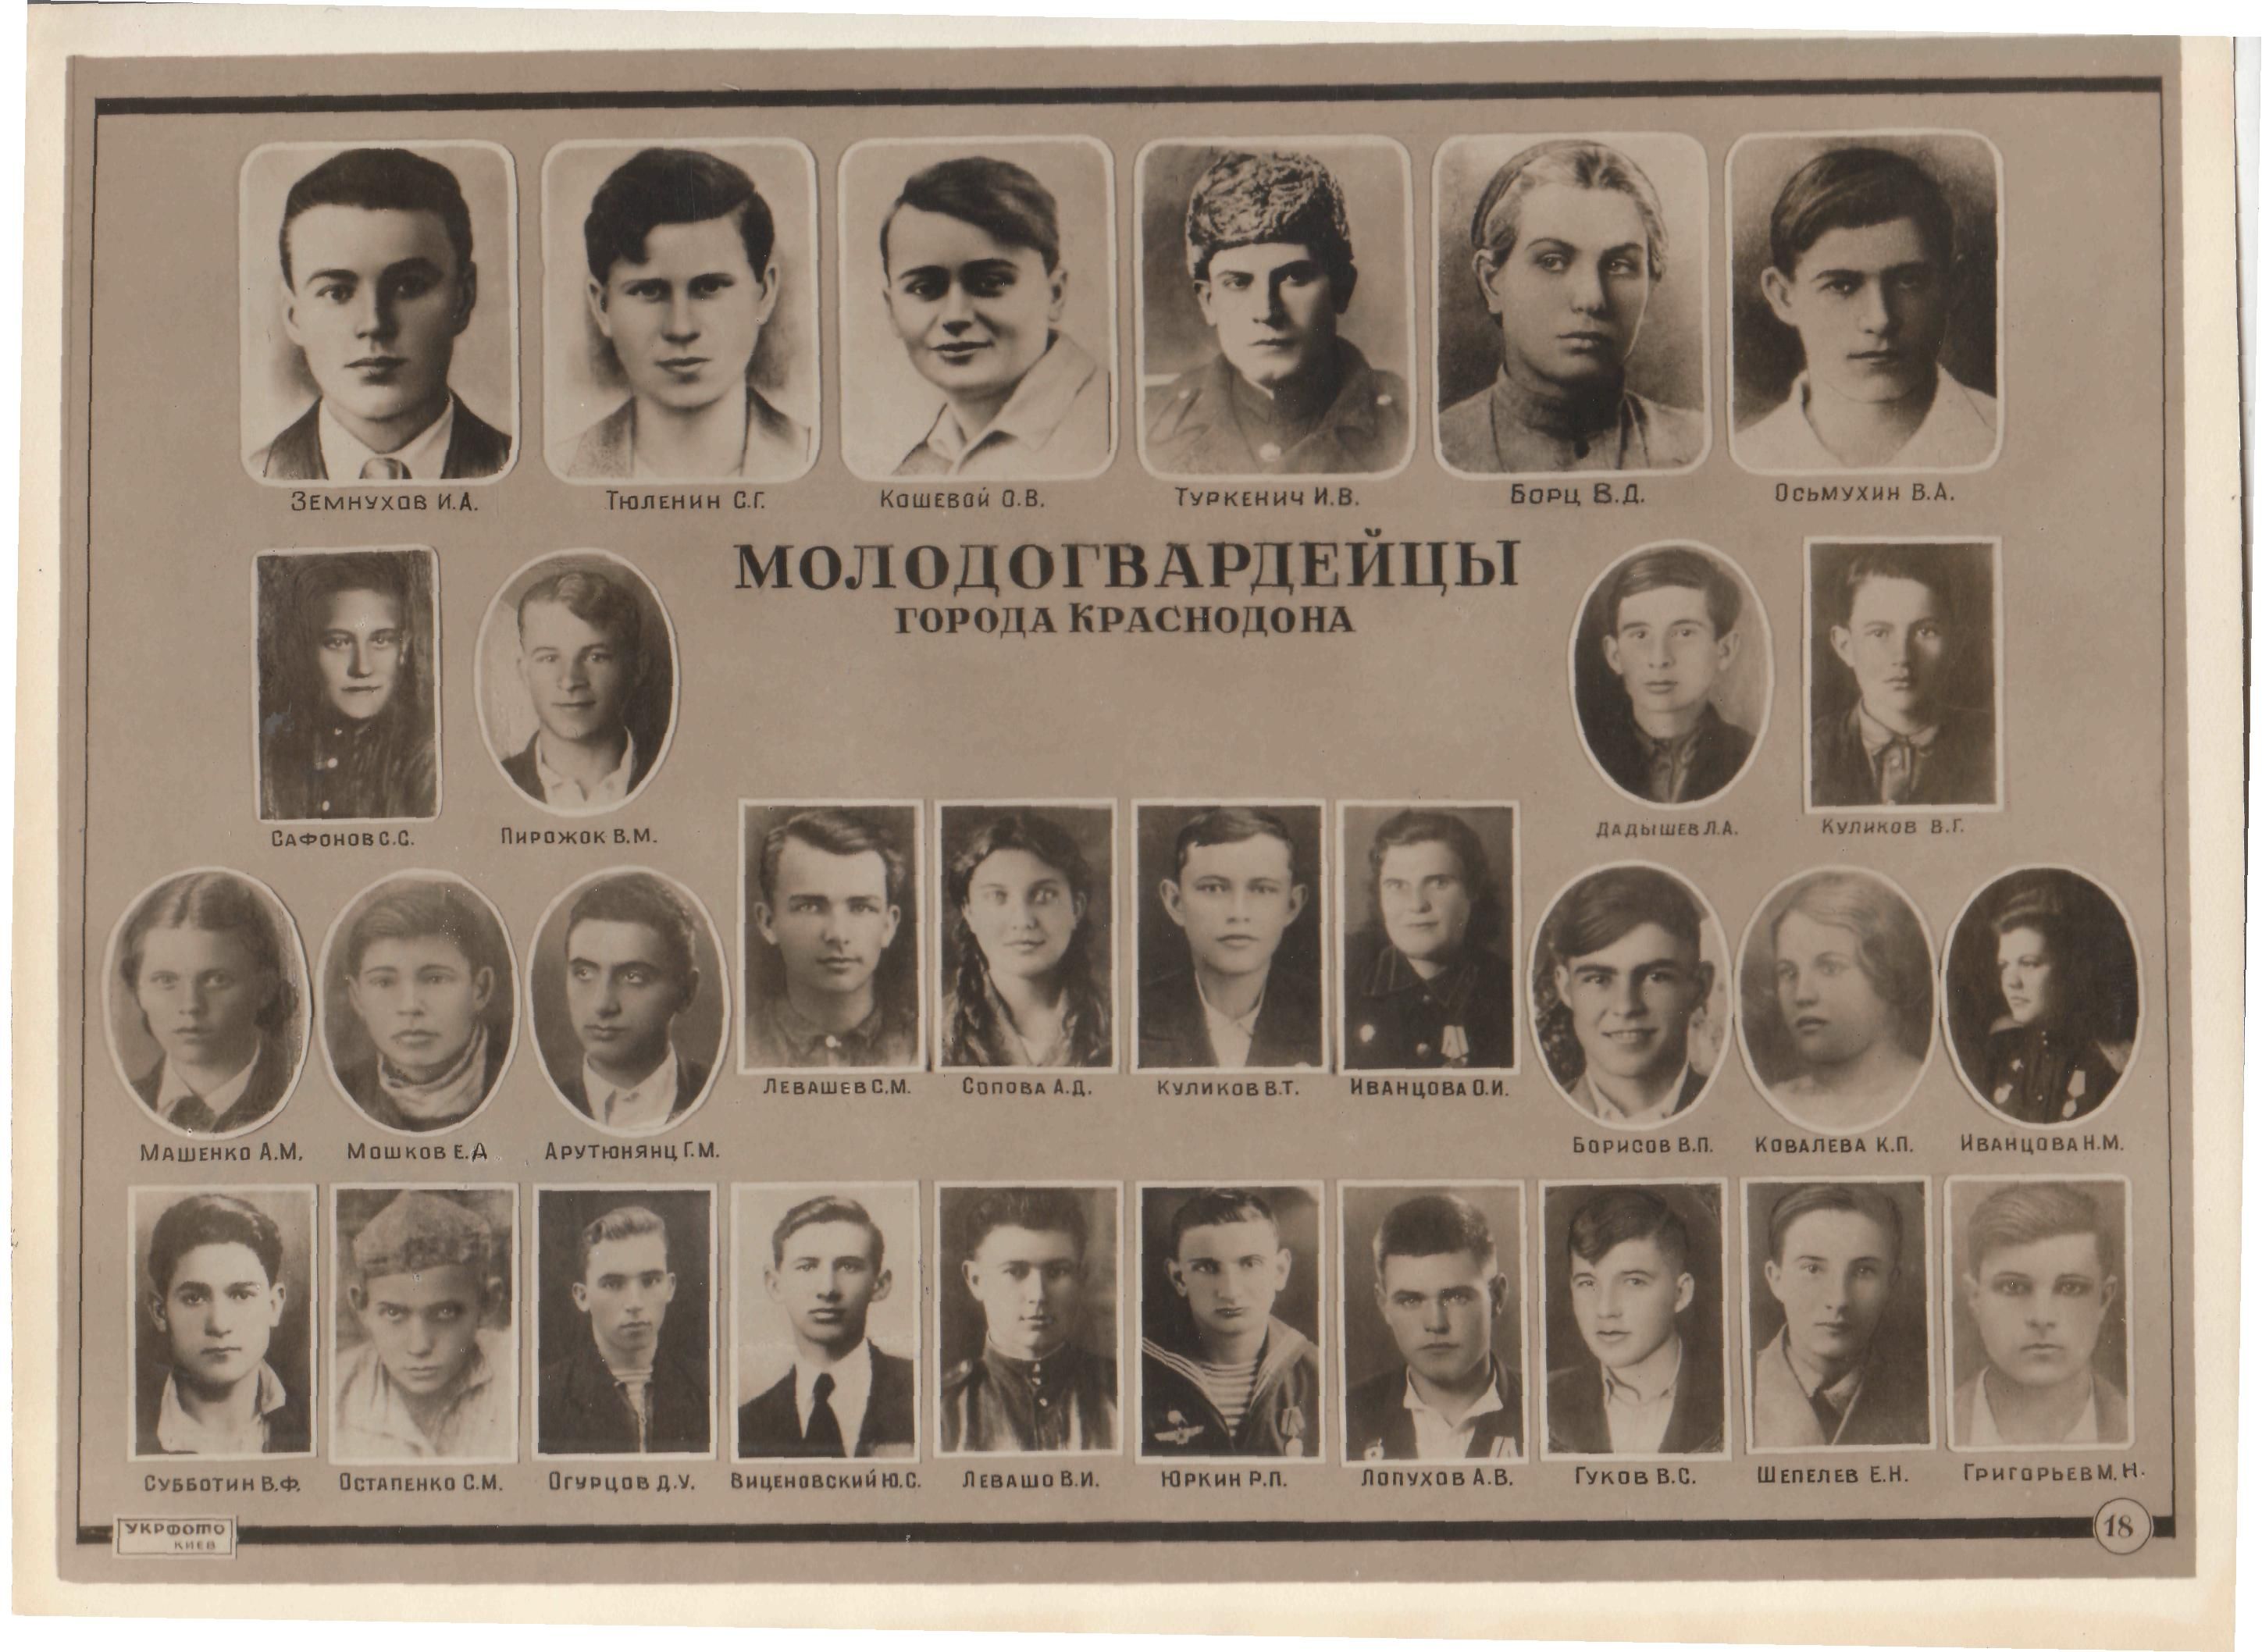 Земнухов И.А.
Тюленин С.Г.
Кошевой О.В.
Туркенич И.В.
Борц В.Д.
Осьмухин В.А.
МОЛОДОГВАРДЕЙЦЫ
ГОРОДА КРАСНОДОНА
Сафонов С.С.
Пирожок В.М.
Дадышев Л.А.
Куликов В.Г.
Левашев С.М.
Сопова А.Д.
Куликов В.Т.
Иванцова О.И.
Машенко А.М.
Мошков Е.А
Арутюнянц Г.М.
Борисов В.П.
Ковалева К.П.
Иванцова Н.М.
Субботин В.Ф.
Остапенко С.М.
Огурцов Д.У.
Виценовский Ю.С.
Левашо В.И.
Юркин Р.П.
Лопухов А.В.
Гуков В.С.
Шепелев Е.Н.
Григорьев М.Н.
УКРФОТО
КИЕВ
18